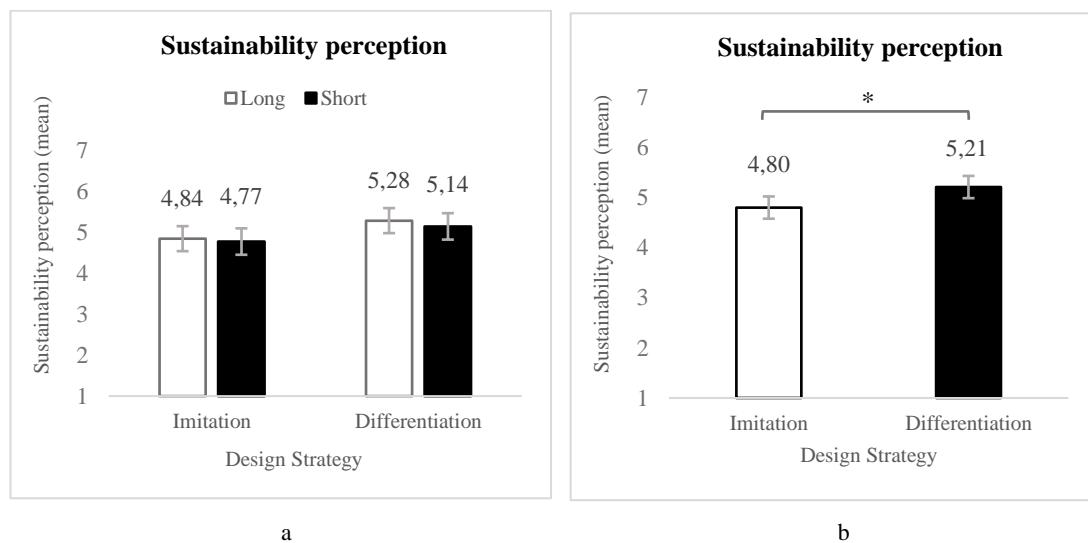 Sustainability perception
Long Short
Sustainability perception (mean)
7
6
5
4
3
2
1
4,84 4,77 5,28 5,14
Imitation Differentiation
Design Strategy
a
Sustainability perception
Sustainability perception (mean)
7
6
5
4
3
2
1
*
4,80 5,21
Imitation Differentiation
Design Strategy
b